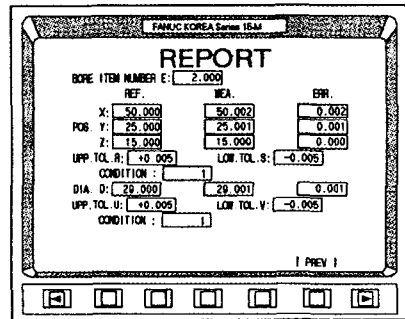 FANUC KOREA Series 15-M
REPORT
BORE ITEM NUMBER E: 2.000
REF. MEA. ERR.
X: 50.000 50.002 0.002
POS. Y: 25.000 25.001 0.001
Z: 15.000 15.000 0.000
UPP.TOL.R: +0.005 LOW.TOL.S: -0.005
CONDITION : 1
DIA. D: 29.000 29.001 0.001
UPP.TOL.U: +0.005 LOW TOL.V: -0.005
CONDITION : 1
[ PREV ]